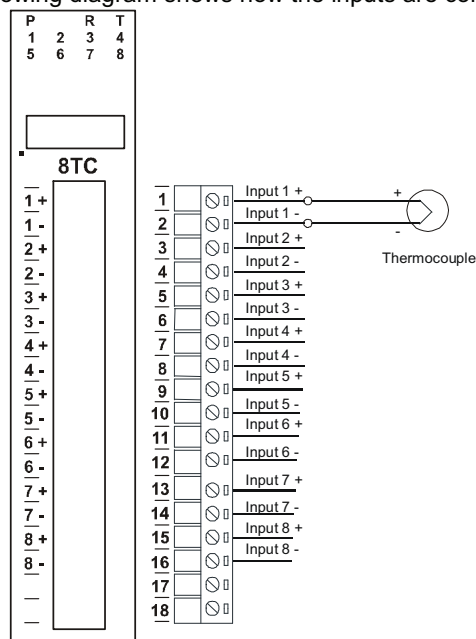 owing diagram shows how the inputs are co
P R T
1 2 3 4
5 6 7 8
8TC
1 +
1 -
2 +
2 -
3 +
3 -
4 +
4 -
5 +
5 -
6 +
6 -
7 +
7 -
8 +
8 -
1 Input 1 + +
2 Input 1 - -
3 Input 2 +
Thermocouple
4 Input 2 -
5 Input 3 +
6 Input 3 -
7 Input 4 +
8 Input 4 -
9 Input 5 +
10 Input 5 -
11 Input 6 +
12 Input 6 -
13 Input 7 +
14 Input 7 -
15 Input 8 +
16 Input 8 -
17
18